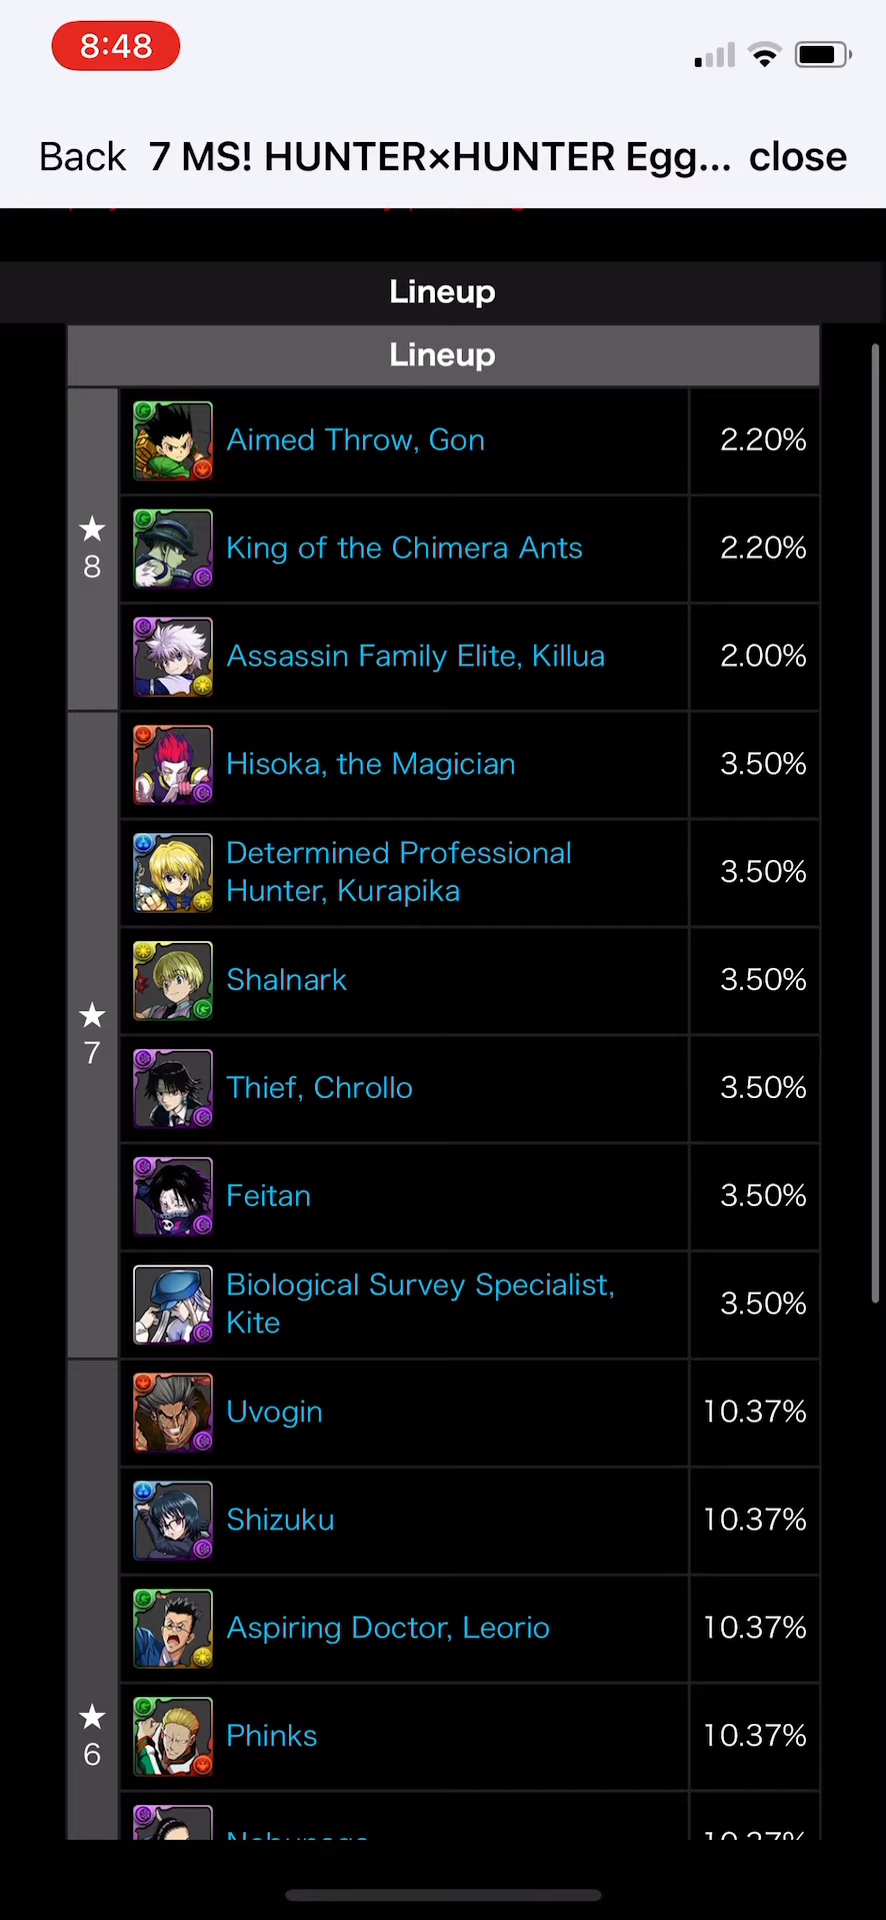 8:48
Back 7 MS! HUNTER×HUNTER Egg... close
Lineup
Lineup
★
8
Aimed Throw, Gon 2.20%
King of the Chimera Ants 2.20%
Assassin Family Elite, Killua 2.00%
★
7
Hisoka, the Magician 3.50%
Determined Professional
Hunter, Kurapika 3.50%
Shalnark 3.50%
Thief, Chrollo 3.50%
Feitan 3.50%
Biological Survey Specialist,
Kite 3.50%
★
6
Uvogin 10.37%
Shizuku 10.37%
Aspiring Doctor, Leorio 10.37%
Phinks 10.37%